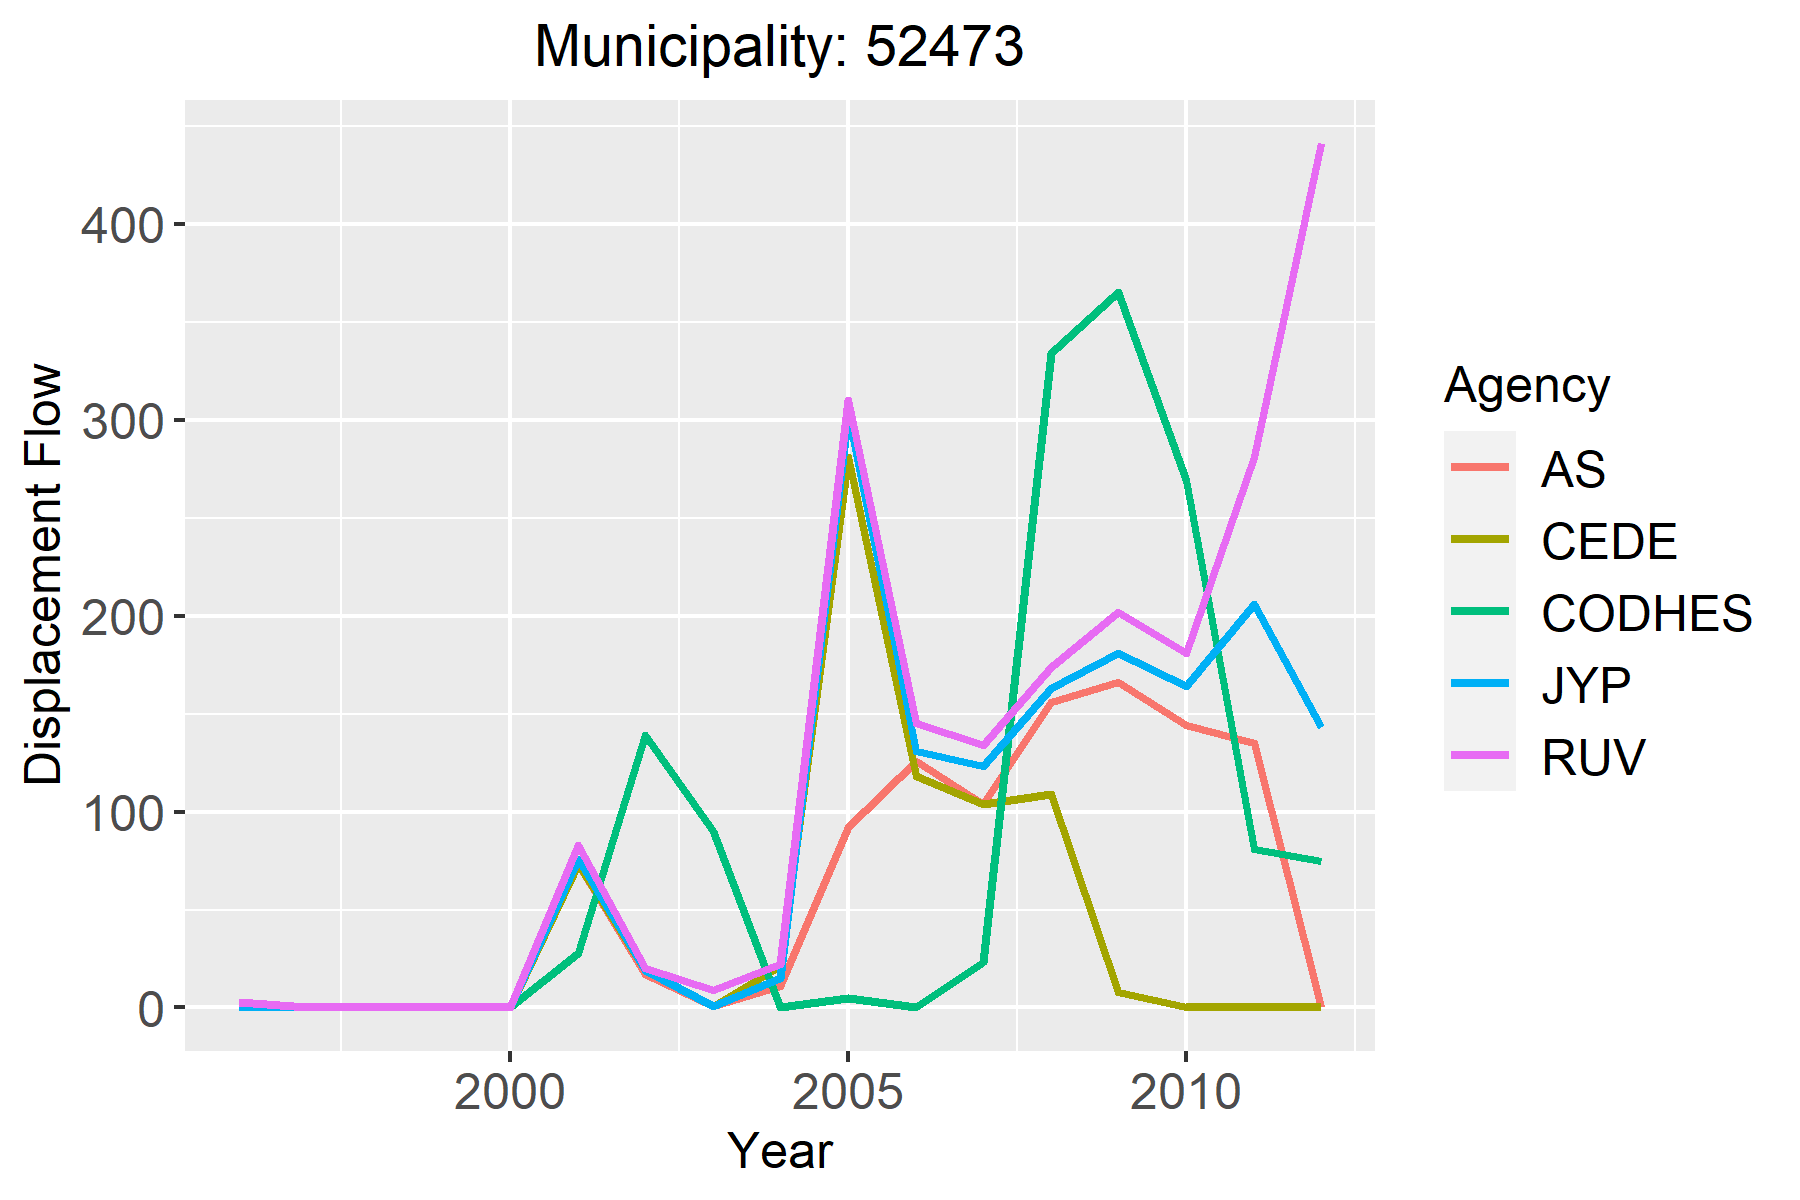 Municipality: 52473
Displacement Flow
400
300
200
100
0
2000 2005 2010
Year
Agency
AS
CEDE
CODHES
JYP
RUV